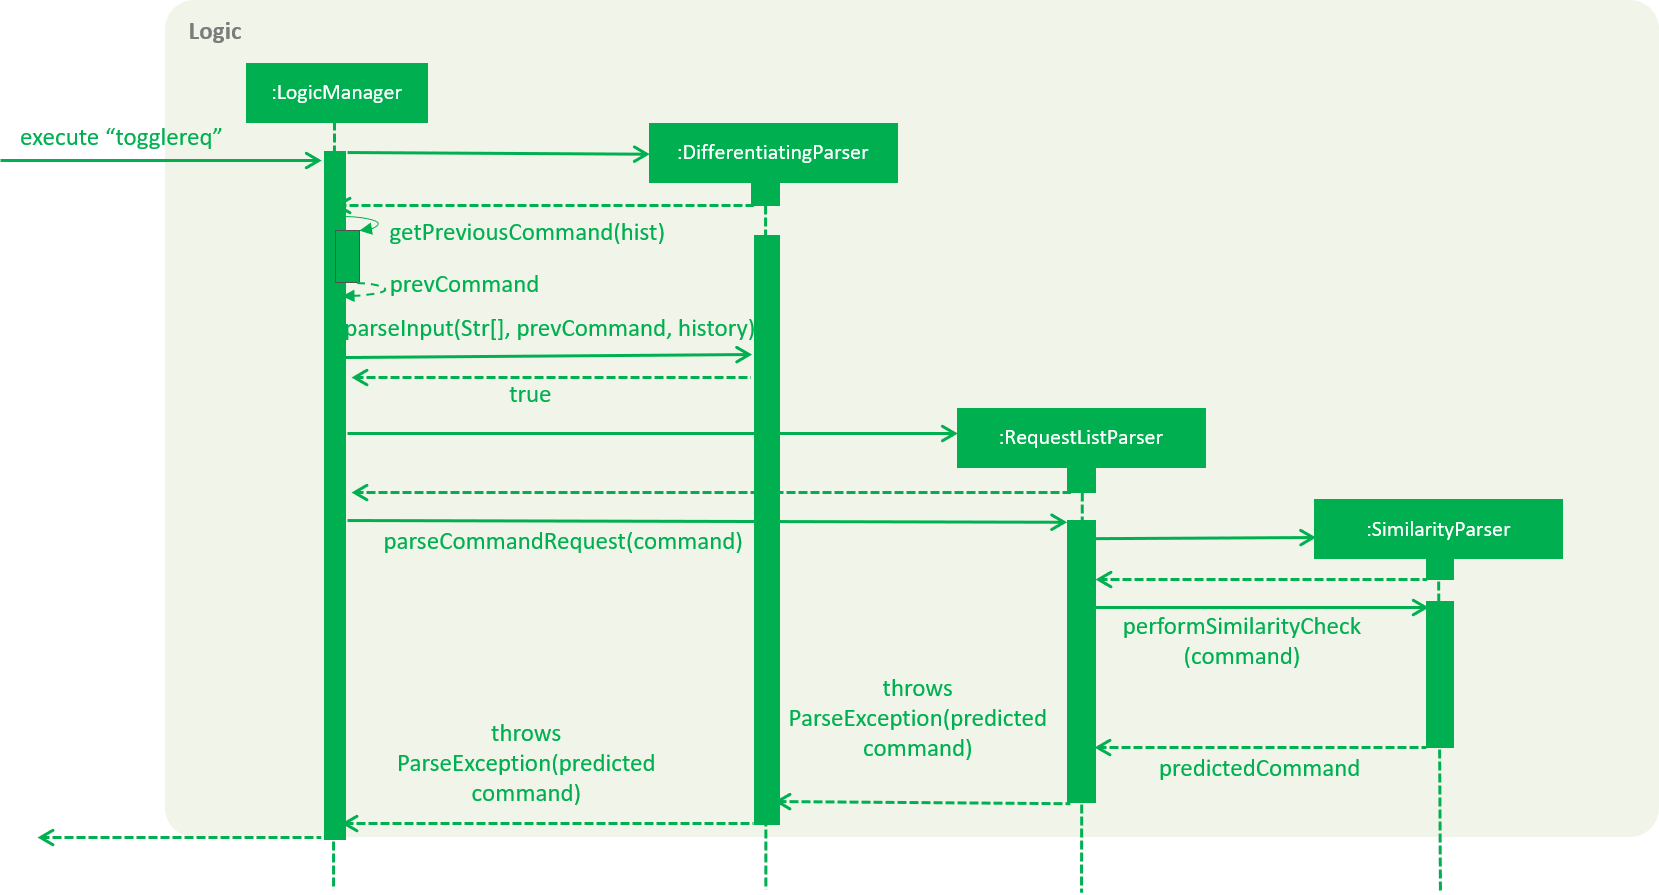 Logic
:LogicManager
execute “togglereq”
:DifferentiatingParser
getPreviousCommand(hist)
prevCommand
parseInput(Str[], prevCommand, history)
true
:RequestListParser
parseCommandRequest(command)
:SimilarityParser
performSimilarityCheck
(command)
throws
ParseException(predicted
command)
throws
ParseException(predicted
command)
predictedCommand